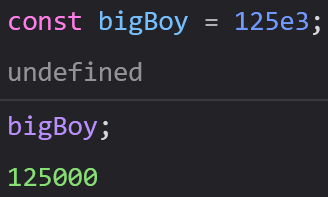 const bigBoy = 125e3;
undefined
bigBoy;
125000